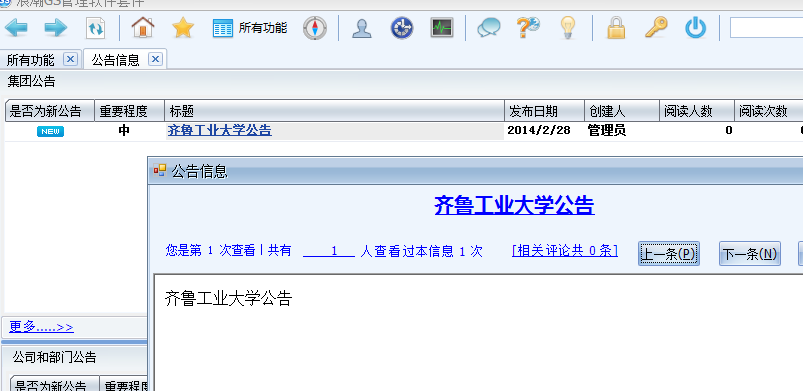 浪潮GS管理软件套件
所有功能
所有功能 公告信息
集团公告
是否为新公告 重要程度 标题 发布日期 创建人 阅读人数 阅读次数
NEW 中 齐鲁工业大学公告 2014/2/28 管理员 0
公告信息
齐鲁工业大学公告
您是第 1 次查看 | 共有 1 人查看过本信息 1 次 [相关评论共 0 条] 上一条(P) 下一条(N)
齐鲁工业大学公告
更多.....>>
公司和部门公告
是否为新公告 重要程度